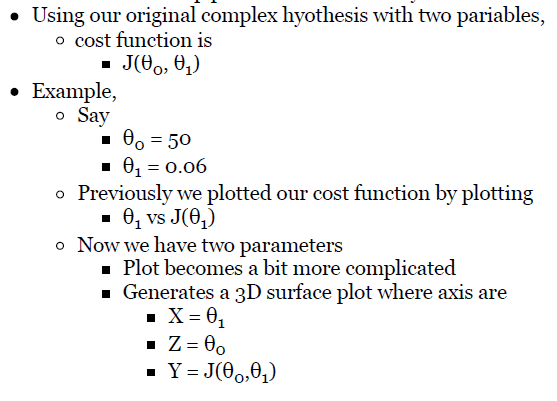 Using our original complex hyothesis with two pariables,
cost function is
J(θ₀, θ₁)
Example,
Say
θ₀ = 50
θ₁ = 0.06
Previously we plotted our cost function by plotting
θ₁ vs J(θ₁)
Now we have two parameters
Plot becomes a bit more complicated
Generates a 3D surface plot where axis are
X = θ₁
Z = θ₀
Y = J(θ₀,θ₁)